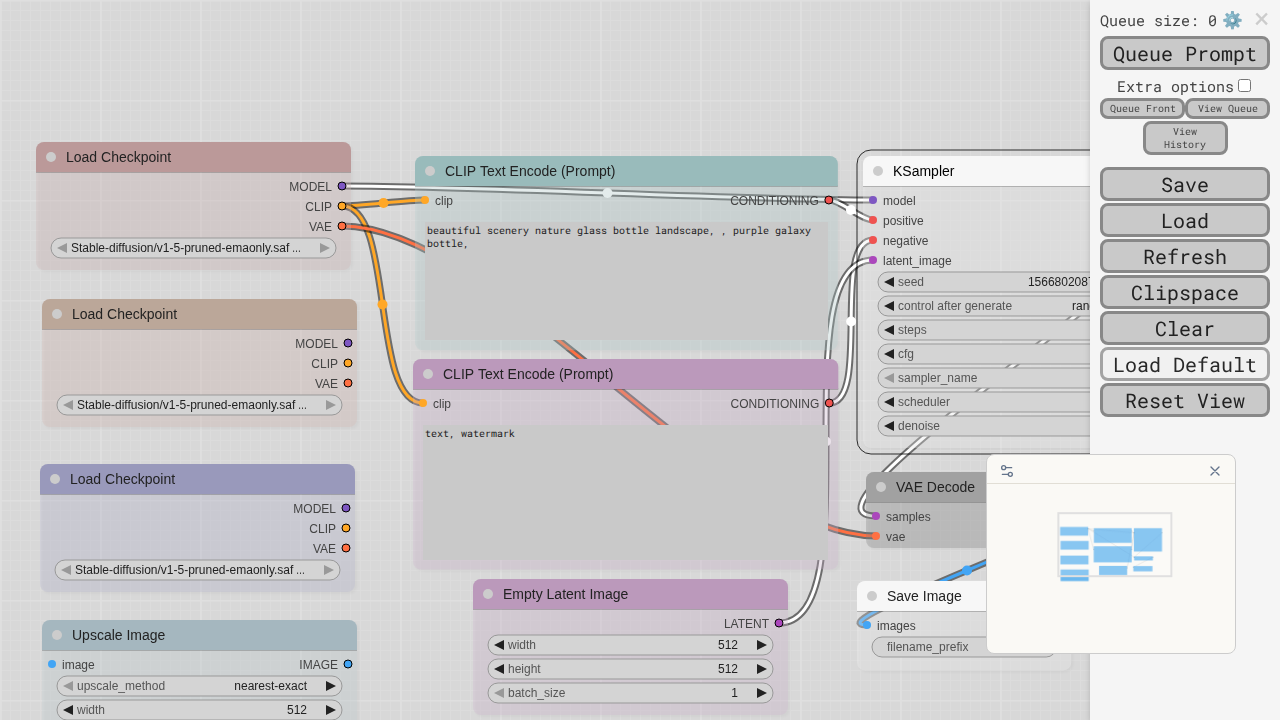 Queue size: 0
Queue Prompt
Extra options
Queue Front
View Queue
View
History
Save
Load
Refresh
Clipspace
Clear
Load Default
Reset View
Load Checkpoint
MODEL
CLIP
VAE
Stable-diffusion/v1-5-pruned-emaonly.saf ...
Load Checkpoint
MODEL
CLIP
VAE
Stable-diffusion/v1-5-pruned-emaonly.saf ...
Load Checkpoint
MODEL
CLIP
VAE
Stable-diffusion/v1-5-pruned-emaonly.saf ...
Upscale Image
image
IMAGE
upscale_method
nearest-exact
width
512
CLIP Text Encode (Prompt)
clip
CONDITIONING
beautiful scenery nature glass bottle landscape, , purple galaxy
bottle,
CLIP Text Encode (Prompt)
clip
CONDITIONING
text, watermark
Empty Latent Image
LATENT
width
512
height
512
batch_size
1
KSampler
model
positive
negative
latent_image
seed
control after generate
steps
cfg
sampler_name
scheduler
denoise
VAE Decode
samples
vae
Save Image
images
filename_prefix